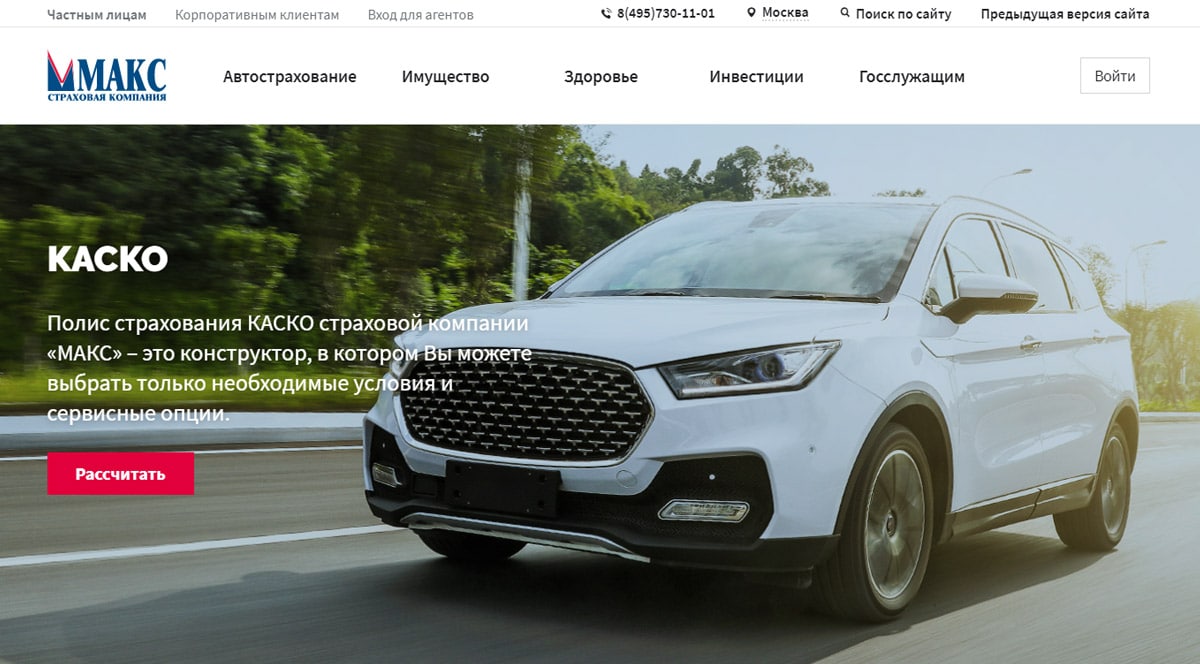 Частным лицам Корпоративным клиентам Вход для агентов 8(495)730-11-01 Москва Поиск по сайту Предыдущая версия сайта
МАКС
СТРАХОВАЯ КОМПАНИЯ
Автострахование Имущество Здоровье Инвестиции Госслужащим Войти
КАСКО
Полис страхования КАСКО страховой компании
«МАКС» – это конструктор, в котором Вы можете
выбрать только необходимые условия и
сервисные опции.
Рассчитать